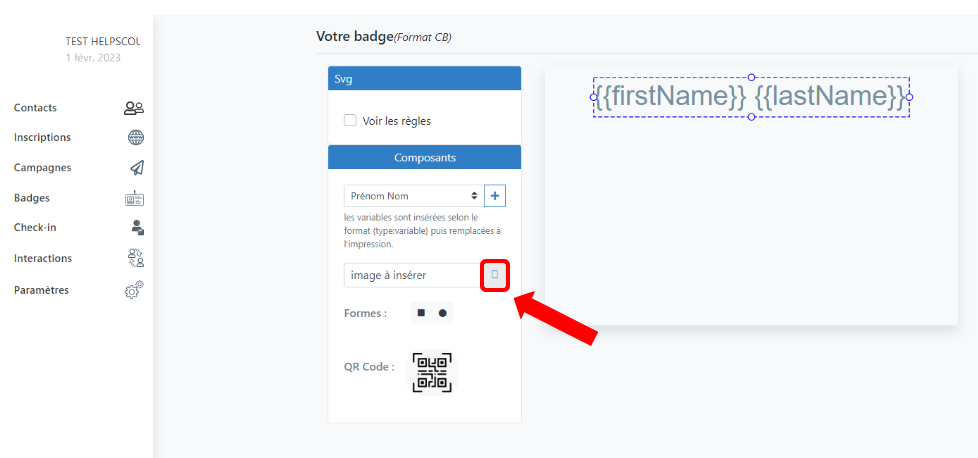 TEST HELPSCOU
1 févr. 2023
Contacts
Inscriptions
Campagnes
Badges
Check-in
Interactions
Paramètres
Votre badge(Format CB)
Svg
Voir les règles
Composants
Prénom Nom
les variables sont insérées selon le
format {type:variable} puis remplacées à
l'impression.
image à insérer
Formes :
QR Code :
{{firstName}} {{lastName}}